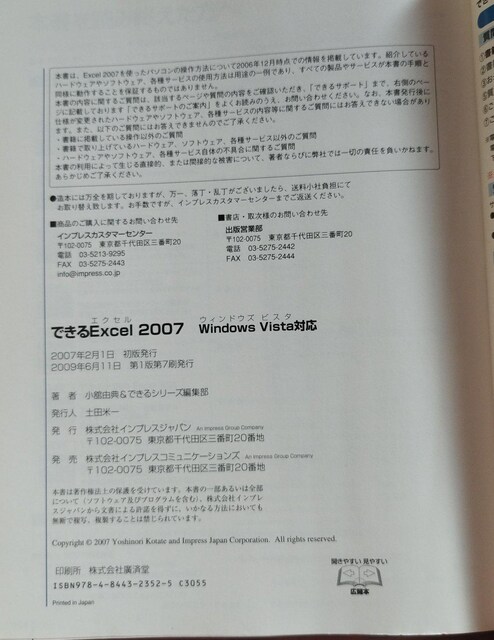 本書は、Excel 2007を使ったパソコンの操作方法について2006年12月時点での情報を掲載しています。紹介している
ハードウェアやソフトウェア、各種サービスの使用方法は用途の一例であり、すべての製品やサービスが本書の手順と
同様に動作することを保証するものではありません。
本書の内容に関するご質問は、該当するページや質問の内容をご確認いただき、「できるサポート」まで、右側のペー
ジに記載しております「できるサポートのご案内」をよくお読みのうえ、お問い合わせください。なお、本書発行後に
仕様が変更されたハードウェアやソフトウェア、各種サービスの内容等に関するご質問にはお答えできない場合があり
ます。また、以下のご質問にはお答えできませんのでご了承ください。
・書籍に掲載している操作以外のご質問
・書籍で取り上げているハードウェア、ソフトウェア、各種サービス以外のご質問
・ハードウェアやソフトウェア、各種サービス自体の不具合に関するご質問
本書の利用によって生じる直接的、または間接的な被害について、著者ならびに弊社では一切の責任を負いかねます。
あらかじめご了承ください。
●造本には万全を期しておりますが、万一、落丁・乱丁がございましたら、送料小社負担にて
お取り替え致します。お手数ですが、インプレスカスタマーセンターまでご返送ください。
■商品のご購入に関するお問い合わせ先
インプレスカスタマーセンター
〒102-0075 東京都千代田区三番町20
電話 03-5213-9295
FAX 03-5275-2443
info@impress.co.jp
■書店・取次様のお問い合わせ先
出版営業部
〒102-0075 東京都千代田区三番町20
電話 03-5275-2442
FAX 03-5275-2444
エクセル ウィンドウズ ビスタ
できるExcel 2007 Windows Vista対応
2007年2月1日 初版発行
2009年6月11日 第1版第7刷発行
著 者 小舘由典&できるシリーズ編集部
発行人 土田米一
発 行 株式会社インプレスジャパン An Impress Group Company
〒102-0075 東京都千代田区三番町20番地
発 売 株式会社インプレスコミュニケーションズ An Impress Group Company
〒102-0075 東京都千代田区三番町20番地
本書は著作権法上の保護を受けています。本書の一部あるいは全部
について（ソフトウェア及びプログラムを含む）、株式会社インプレ
スジャパンから文書による許諾を得ずに、いかなる方法においても
無断で複写、複製することは禁じられています。
Copyright © 2007 Yoshinori Kotate and Impress Japan Corporation. All rights reserved.
印刷所 株式会社廣済堂
ISBN978-4-8443-2352-5 C3055
Printed in Japan
開きやすい 見やすい
広開本